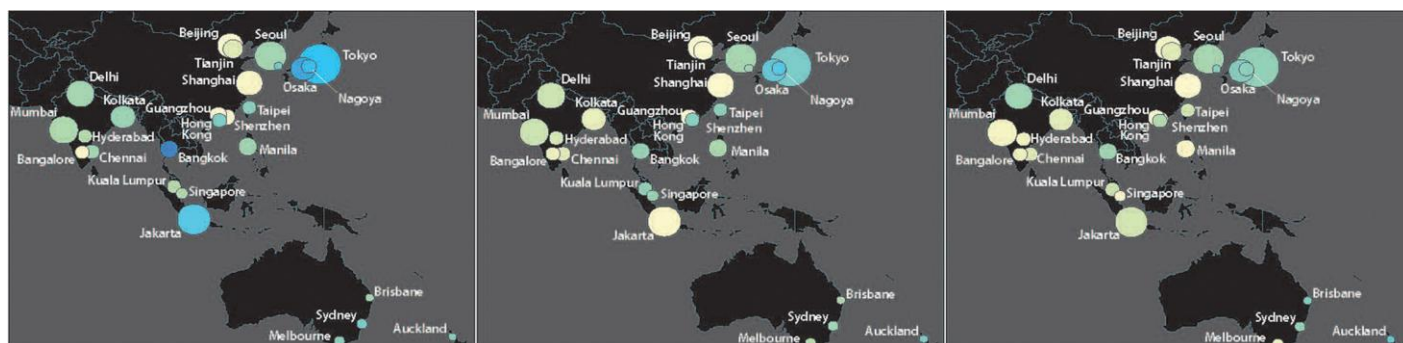 Beijing
Seoul
Tokyo
Tianjin
Shanghai
Osaka
Nagoya
Delhi
Kolkata
Guangzhou
Taipei
Mumbai
Hong
Kong
Shenzhen
Hyderabad
Manila
Bangalore
Chennai
Bangkok
Kuala Lumpur
Singapore
Jakarta
Brisbane
Sydney
Auckland
Melbourne
Beijing
Seoul
Tokyo
Tianjin
Shanghai
Osaka
Nagoya
Delhi
Kolkata
Guangzhou
Taipei
Mumbai
Hong
Kong
Shenzhen
Hyderabad
Manila
Bangalore
Chennai
Bangkok
Kuala Lumpur
Singapore
Jakarta
Brisbane
Sydney
Auckland
Melbourne
Beijing
Seoul
Tokyo
Tianjin
Shanghai
Osaka
Nagoya
Delhi
Kolkata
Guangzhou
Taipei
Mumbai
Hong
Kong
Shenzhen
Hyderabad
Manila
Bangalore
Chennai
Bangkok
Kuala Lumpur
Singapore
Jakarta
Brisbane
Sydney
Auckland
Melbourne